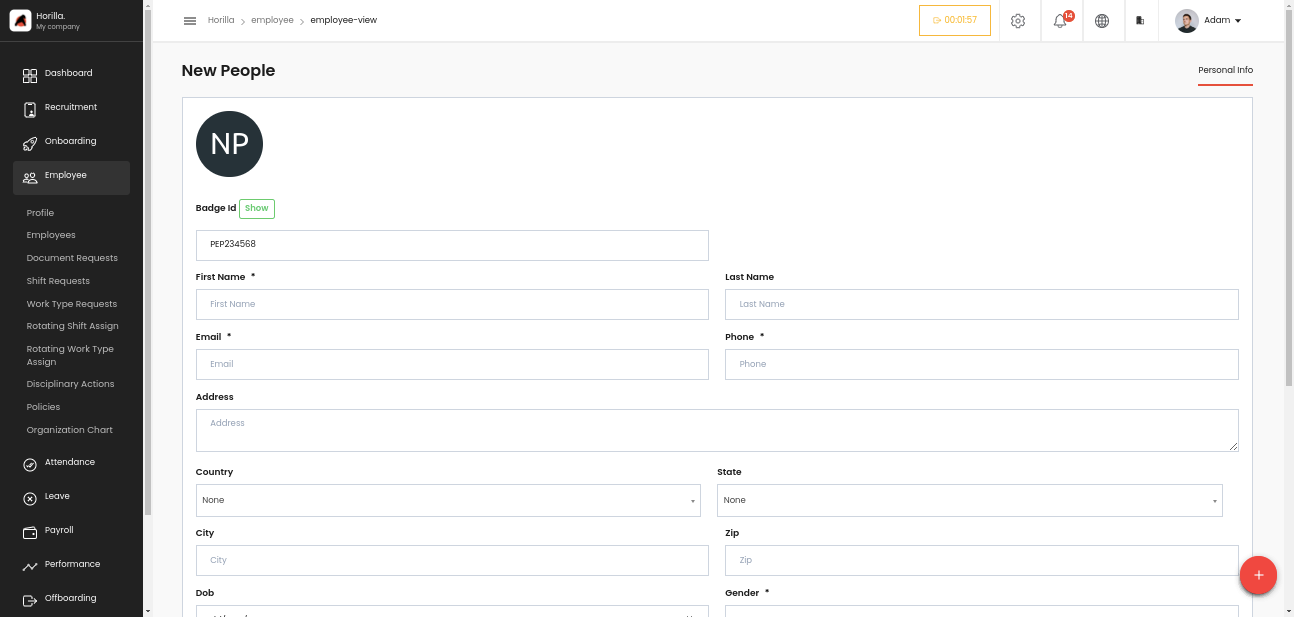 Horilla.
My company
Horilla
employee
employee-view
00:01:57
14
Adam
Dashboard
Recruitment
Onboarding
Employee
Profile
Employees
Document Requests
Shift Requests
Work Type Requests
Rotating Shift Assign
Rotating Work Type
Assign
Disciplinary Actions
Policies
Organization Chart
Attendance
Leave
Payroll
Performance
Offboarding
New People
Personal Info
NP
Badge Id Show
PEP234568
First Name *
Last Name
First Name
Last Name
Email *
Phone *
Email
Phone
Address
Address
Country
State
None
None
City
Zip
City
Zip
Dob
Gender *